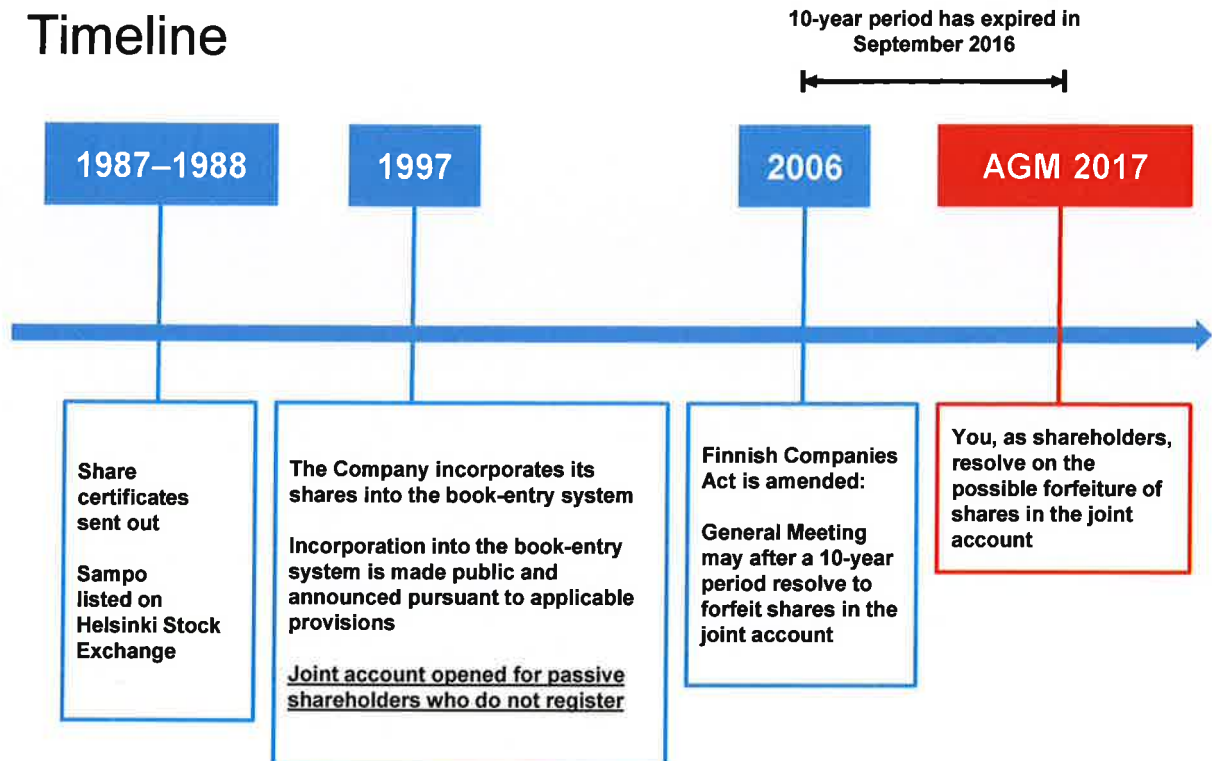 Timeline
10-year period has expired in
September 2016
1987–1988
1997
2006
AGM 2017
Share
certificates
sent out
Sampo
listed on
Helsinki Stock
Exchange
The Company incorporates its
shares into the book-entry system
Incorporation into the book-entry
system is made public and
announced pursuant to applicable
provisions
Joint account opened for passive
shareholders who do not register
Finnish Companies
Act is amended:
General Meeting
may after a 10-year
period resolve to
forfeit shares in the
joint account
You, as shareholders,
resolve on the
possible forfeiture of
shares in the joint
account